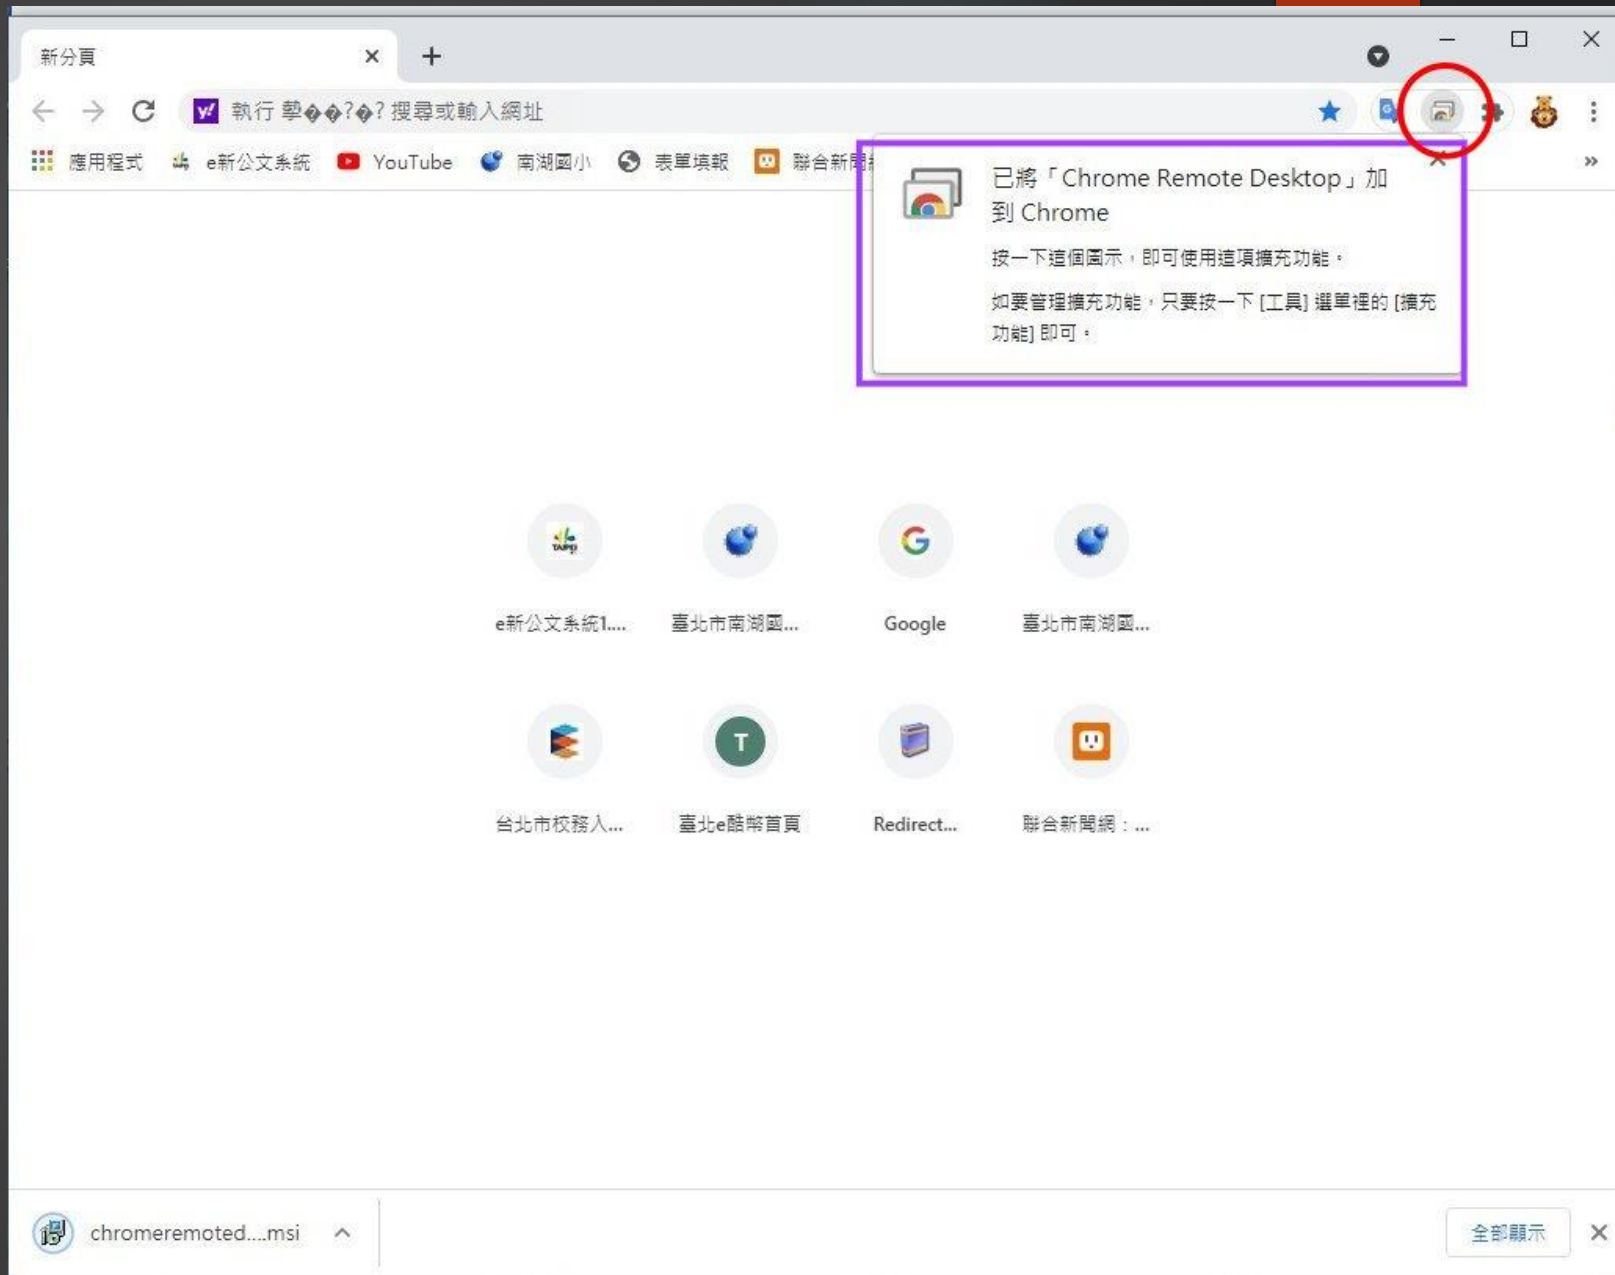 新分頁
執行 摯��?�? 搜尋或輸入網址
應用程式 e新公文系統 YouTube 南湖國小 表單填報 聯合新聞
已將「Chrome Remote Desktop」加
到 Chrome
按一下這個圖示，即可使用這項擴充功能。
如要管理擴充功能，只要按一下 [工具] 選單裡的 [擴充
功能] 即可。
TAIPEI
e新公文系統1.... 臺北市南湖國... Google 臺北市南湖國...
T
台北市校務入... 臺北e酷幣首頁 Redirect... 聯合新聞網：...
chromeremoted....msi
全部顯示